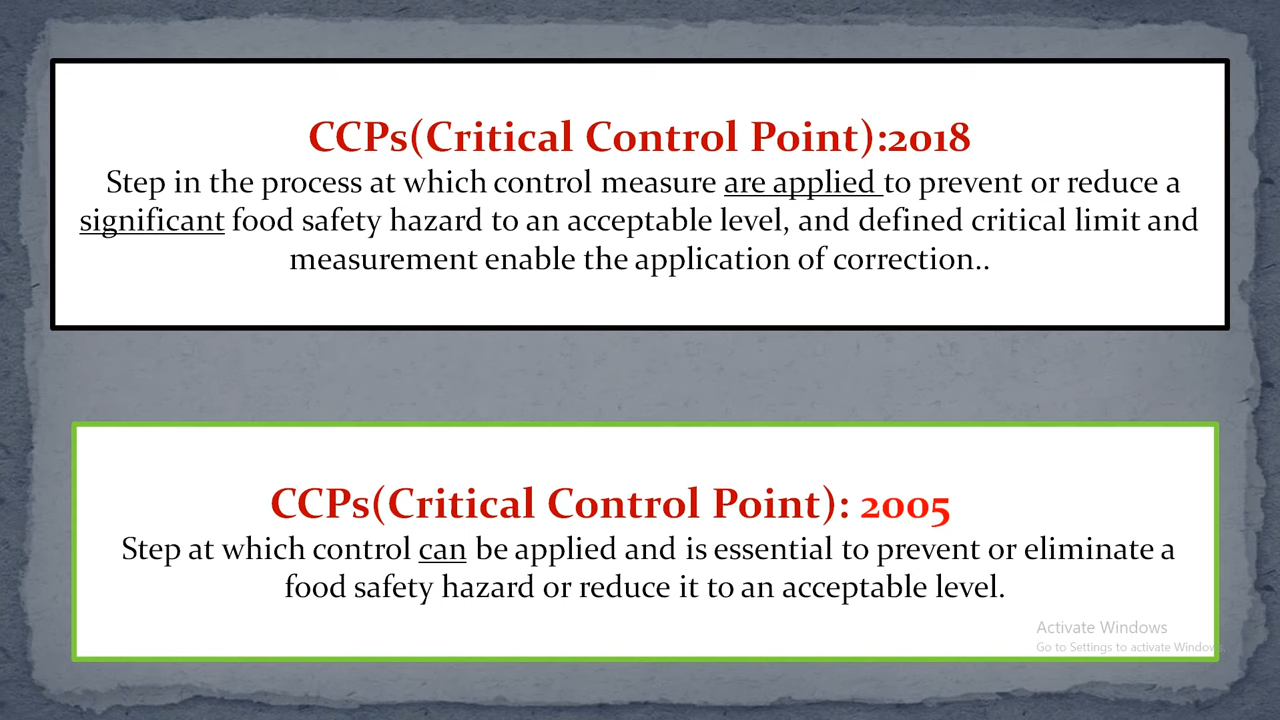 CCPs(Critical Control Point):2018
Step in the process at which control measure are applied to prevent or reduce a
significant food safety hazard to an acceptable level, and defined critical limit and
measurement enable the application of correction..
CCPs(Critical Control Point): 2005
Step at which control can be applied and is essential to prevent or eliminate a
food safety hazard or reduce it to an acceptable level.
Activate Windows
Go to Settings to activate Windows.